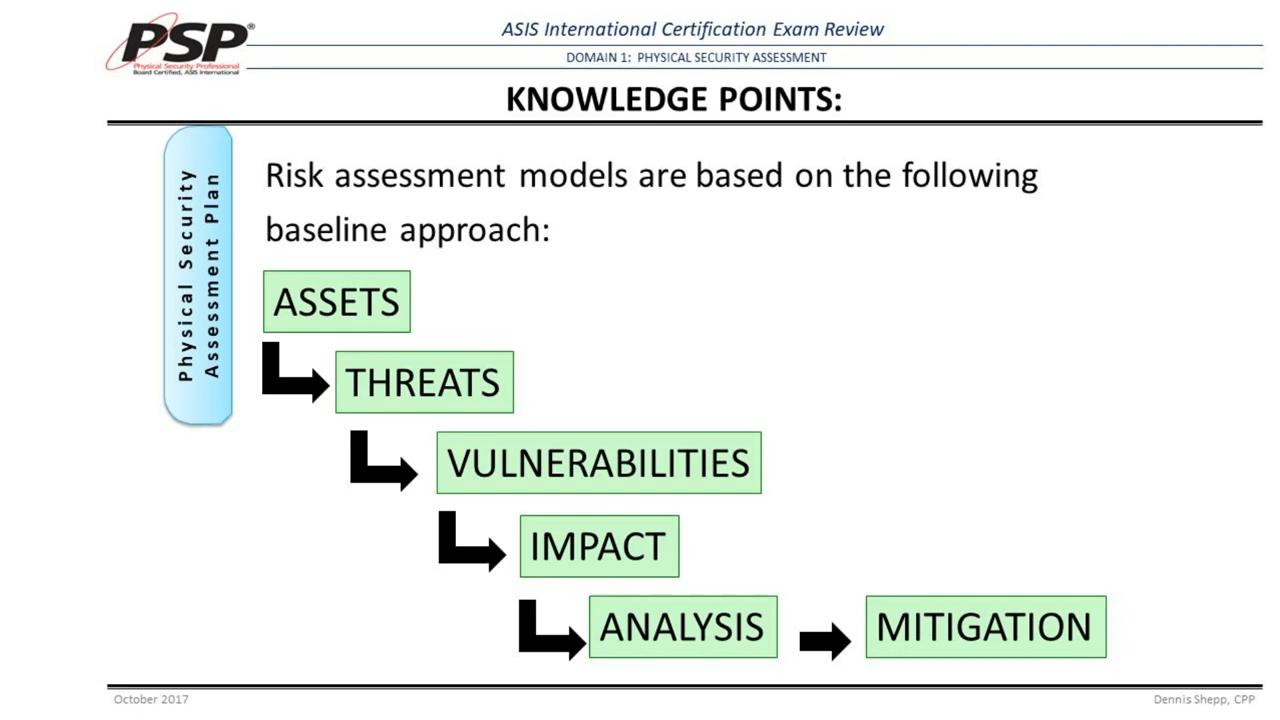 PSP®
Physical Security Professional
Board Certified, ASIS International
ASIS International Certification Exam Review
DOMAIN 1: PHYSICAL SECURITY ASSESSMENT
KNOWLEDGE POINTS:
Physical Security
Assessment Plan
Risk assessment models are based on the following
baseline approach:
ASSETS
THREATS
VULNERABILITIES
IMPACT
ANALYSIS
MITIGATION
October 2017
Dennis Shepp, CPP